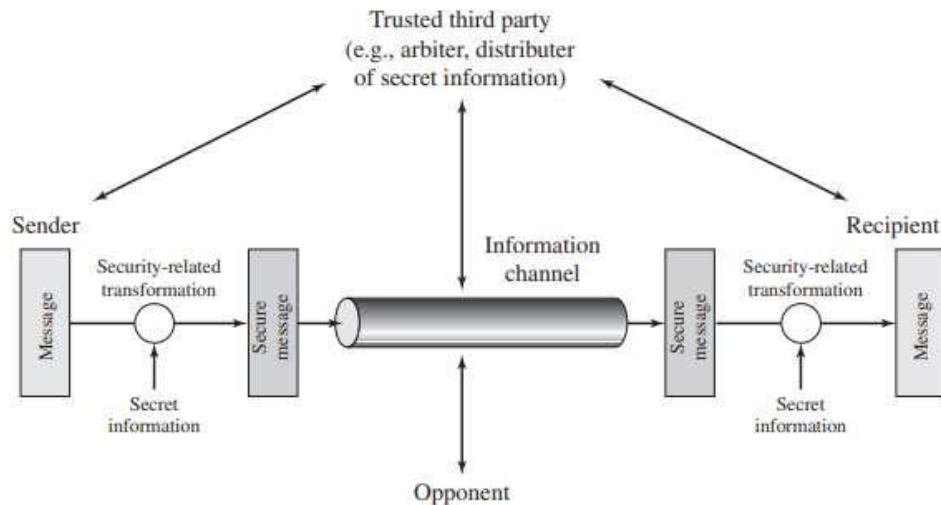 Trusted third party
(e.g., arbiter, distributer
of secret information)
Sender
Recipient
Information
channel
Security-related
transformation
Security-related
transformation
Message
Secure
message
Secure
message
Message
Secret
information
Secret
information
Opponent